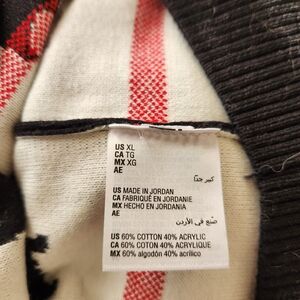 US XL
CA TG
MX XG
AE
كبير جدًا
US MADE IN JORDAN
CA FABRIQUÉ EN JORDANIE
MX HECHO EN JORDANIA
AE
صنع في الأردن
US 60% COTTON 40% ACRYLIC
CA 60% COTON 40% ACRYLIQUE
MX 60% algodón 40% acrílico